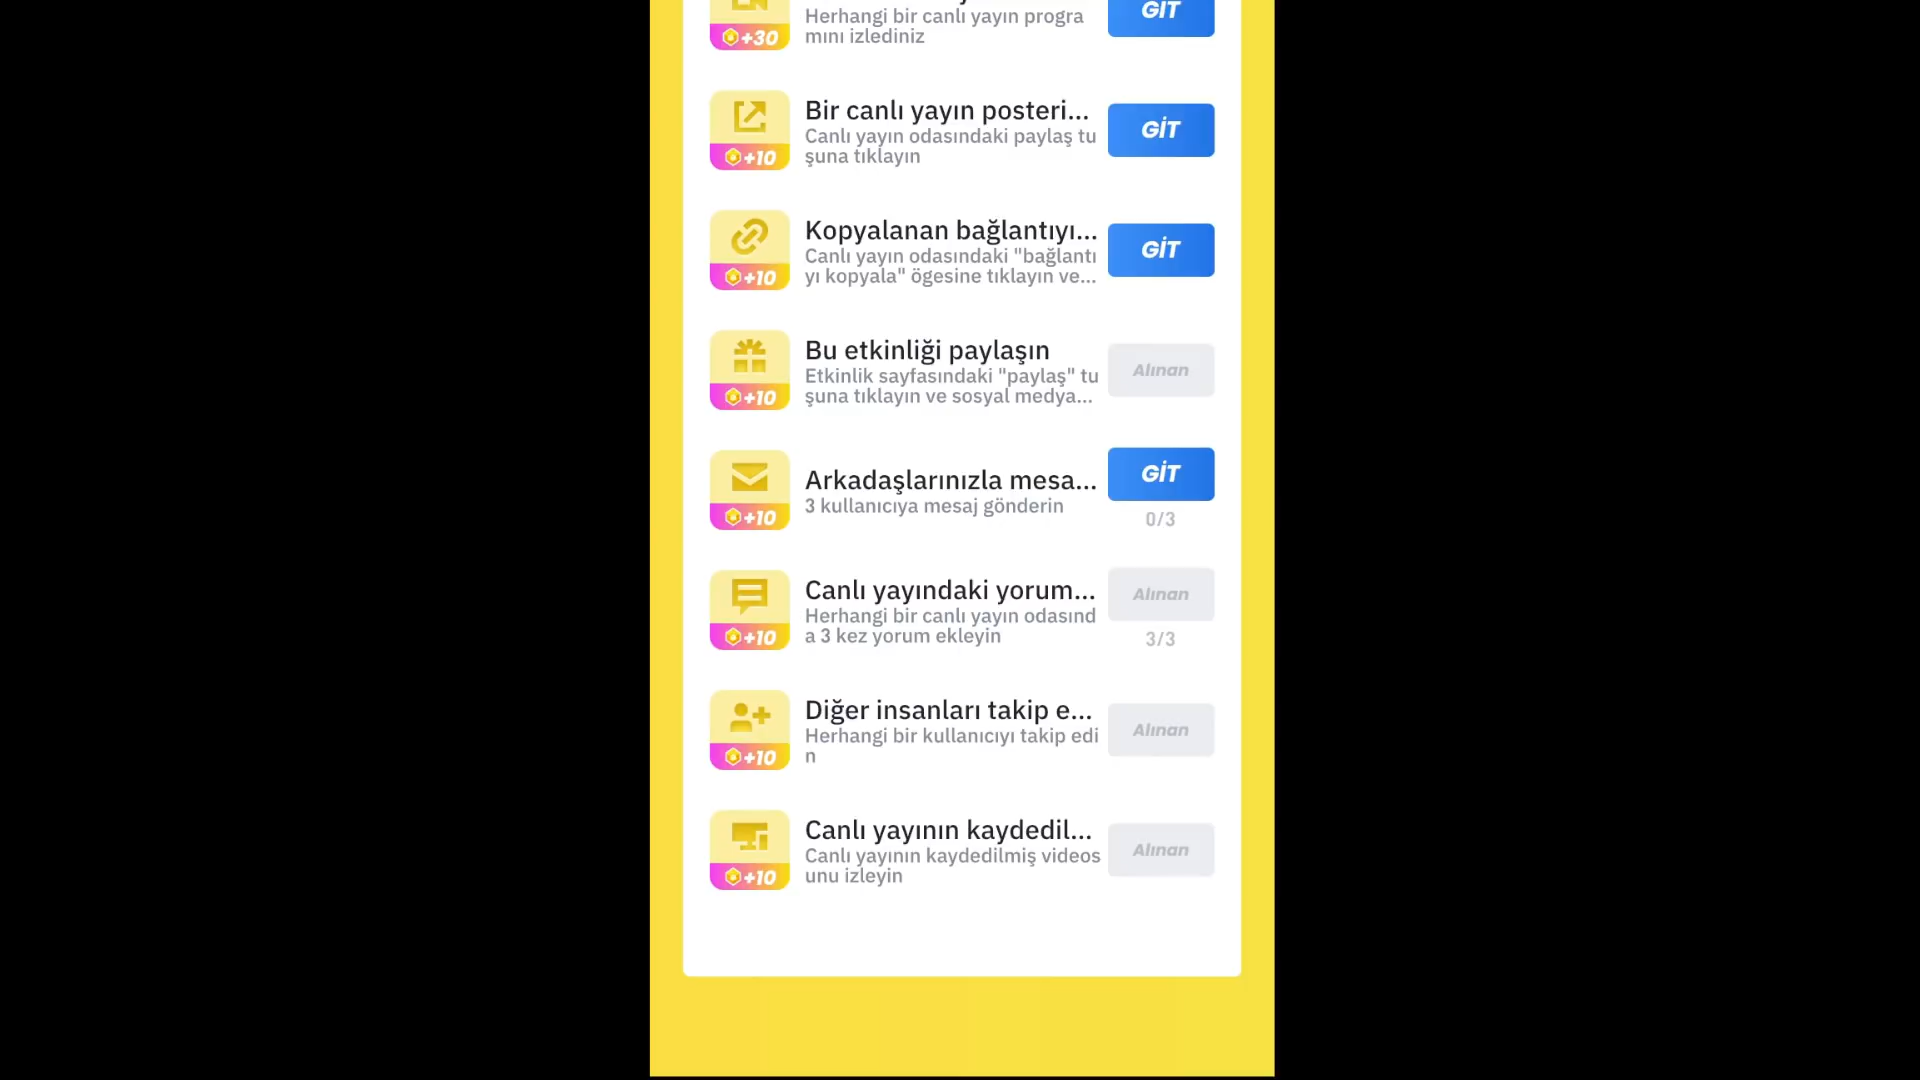 Herhangi bir canlı yayın progra
mını izlediniz
GİT
+30
Bir canlı yayın posteri...
Canlı yayın odasındaki paylaş tu
şuna tıklayın
GİT
+10
Kopyalanan bağlantıyı...
Canlı yayın odasındaki "bağlantı
yı kopyala" ögesine tıklayın ve...
GİT
+10
Bu etkinliği paylaşın
Etkinlik sayfasındaki "paylaş" tu
şuna tıklayın ve sosyal medya...
Alınan
+10
Arkadaşlarınızla mesa...
3 kullanıcıya mesaj gönderin
GİT
0/3
+10
Canlı yayındaki yorum...
Herhangi bir canlı yayın odasınd
a 3 kez yorum ekleyin
Alınan
3/3
+10
Diğer insanları takip e...
Herhangi bir kullanıcıyı takip edi
n
Alınan
+10
Canlı yayının kaydedil...
Canlı yayının kaydedilmiş videos
unu izleyin
Alınan
+10